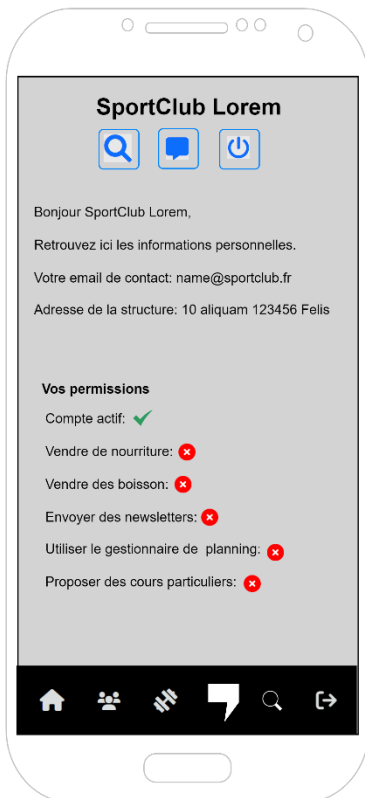 SportClub Lorem
Bonjour SportClub Lorem,
Retrouvez ici les informations personnelles.
Votre email de contact: name@sportclub.fr
Adresse de la structure: 10 aliquam 123456 Felis
Vos permissions
Compte actif:
Vendre de nourriture:
Vendre des boisson:
Envoyer des newsletters:
Utiliser le gestionnaire de planning:
Proposer des cours particuliers: